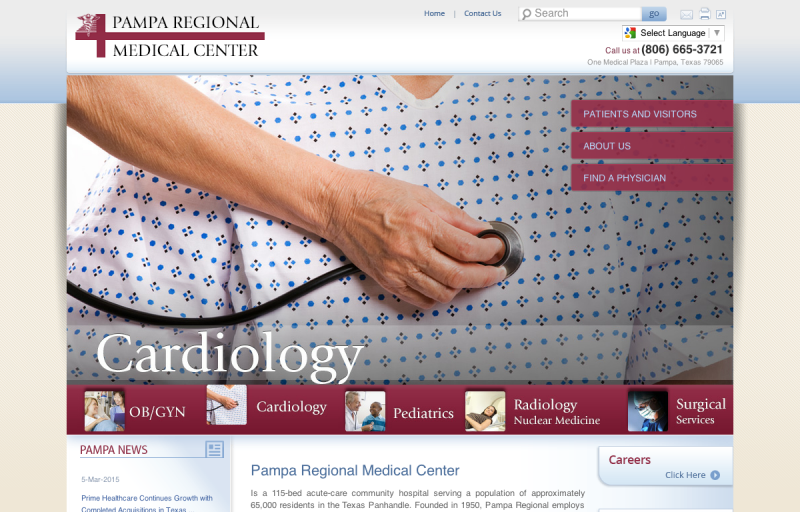 PAMPA REGIONAL
MEDICAL CENTER
Home | Contact Us
Search
go
Select Language ▼
Call us at (806) 665-3721
One Medical Plaza | Pampa, Texas 79065
PATIENTS AND VISITORS
ABOUT US
FIND A PHYSICIAN
Cardiology
OB/GYN
Cardiology
Pediatrics
Radiology
Nuclear Medicine
Surgical
Services
PAMPA NEWS
5-Mar-2015
Prime Healthcare Continues Growth with
Completed Acquisitions in Texas
Pampa Regional Medical Center
Is a 115-bed acute-care community hospital serving a population of approximately
65,000 residents in the Texas Panhandle. Founded in 1950, Pampa Regional employs
Careers
Click Here